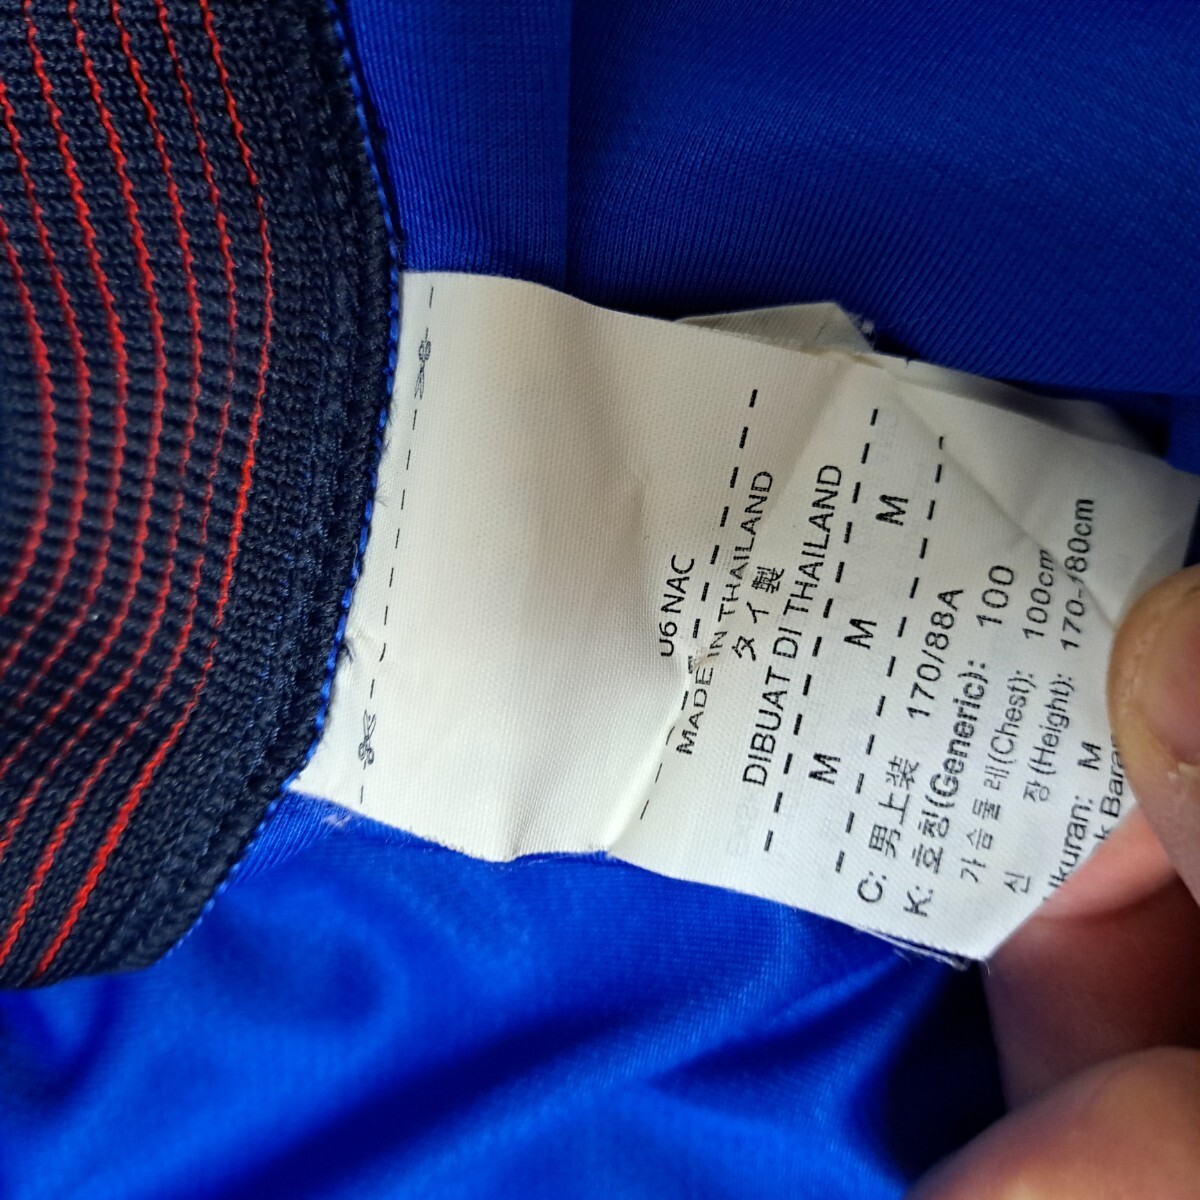 U6 NAC
MADE IN THAILAND
タイ製
DIBUAT DI THAILAND
M
M
M
C: 男上装 170/88A
K: 호칭(Generic): 100
가슴둘레(Chest): 100cm
신장(Height): 170-180cm
Ukuran: M